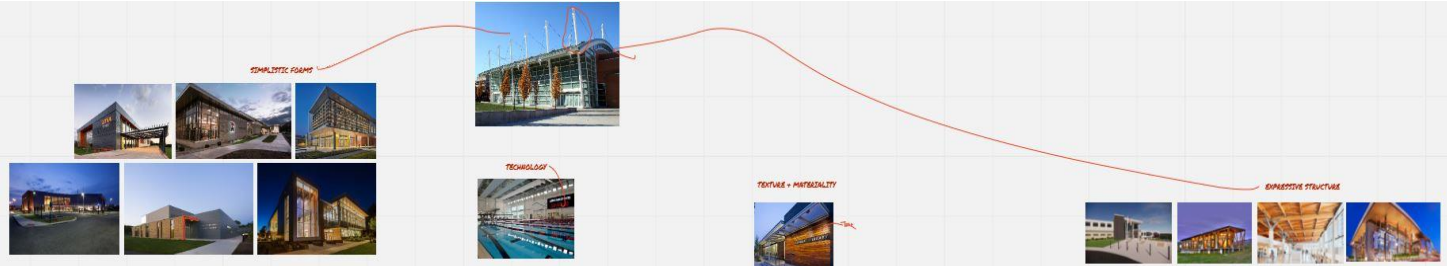 SIMPLISTIC FORMS
TECHNOLOGY
TEXTURE + MATERIALITY
EXPRESSIVE STRUCTURE